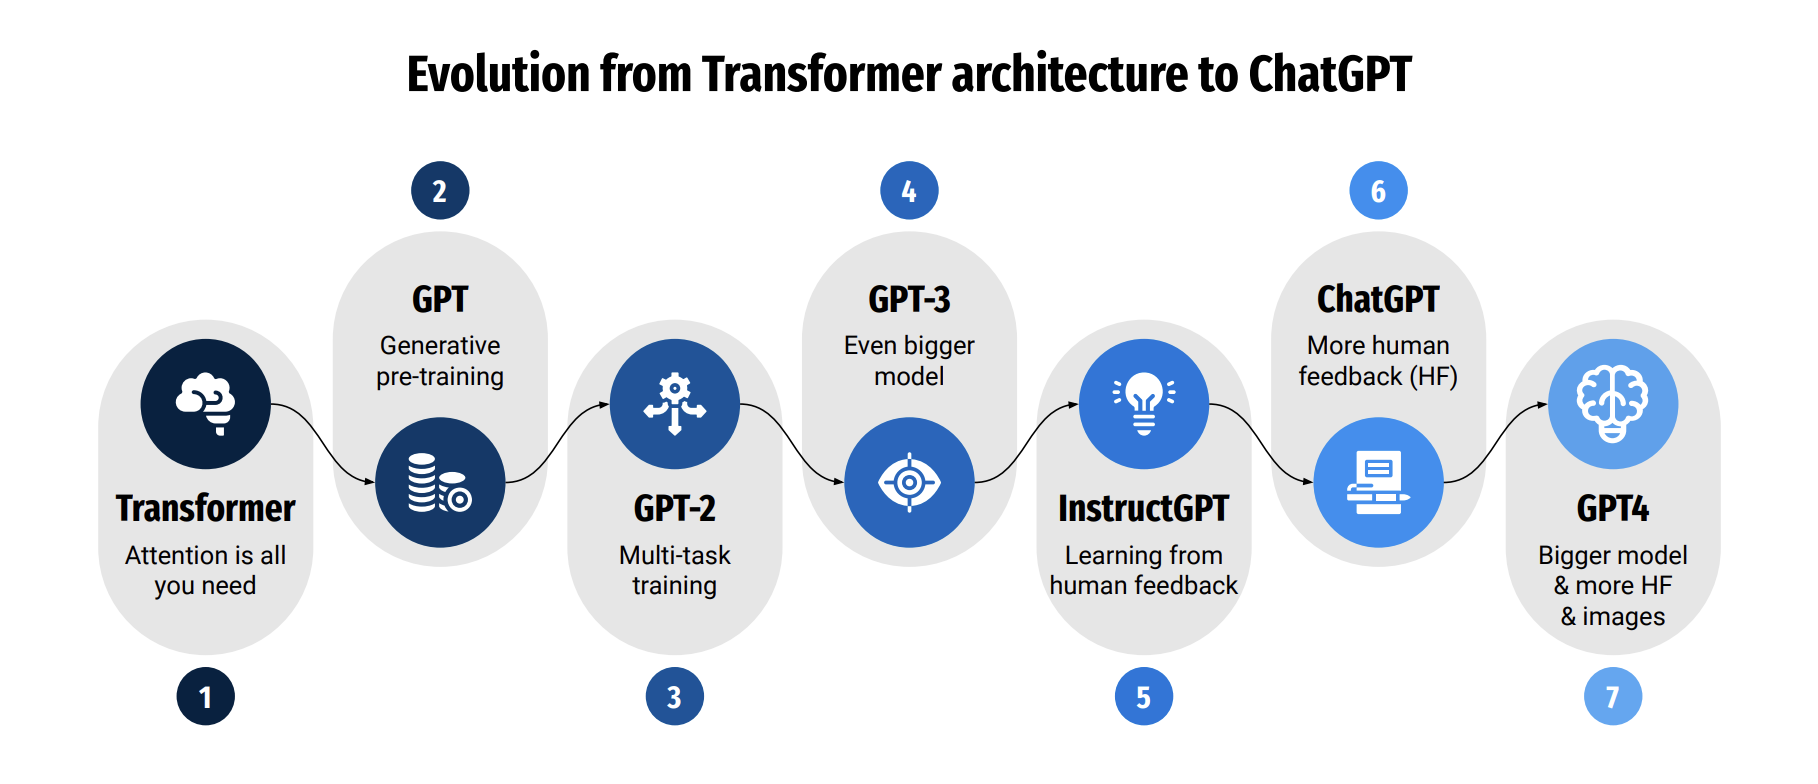 Evolution from Transformer architecture to ChatGPT
1
Transformer
Attention is all
you need
2
GPT
Generative
pre-training
3
GPT-2
Multi-task
training
4
GPT-3
Even bigger
model
5
InstructGPT
Learning from
human feedback
6
ChatGPT
More human
feedback (HF)
7
GPT4
Bigger model
& more HF
& images